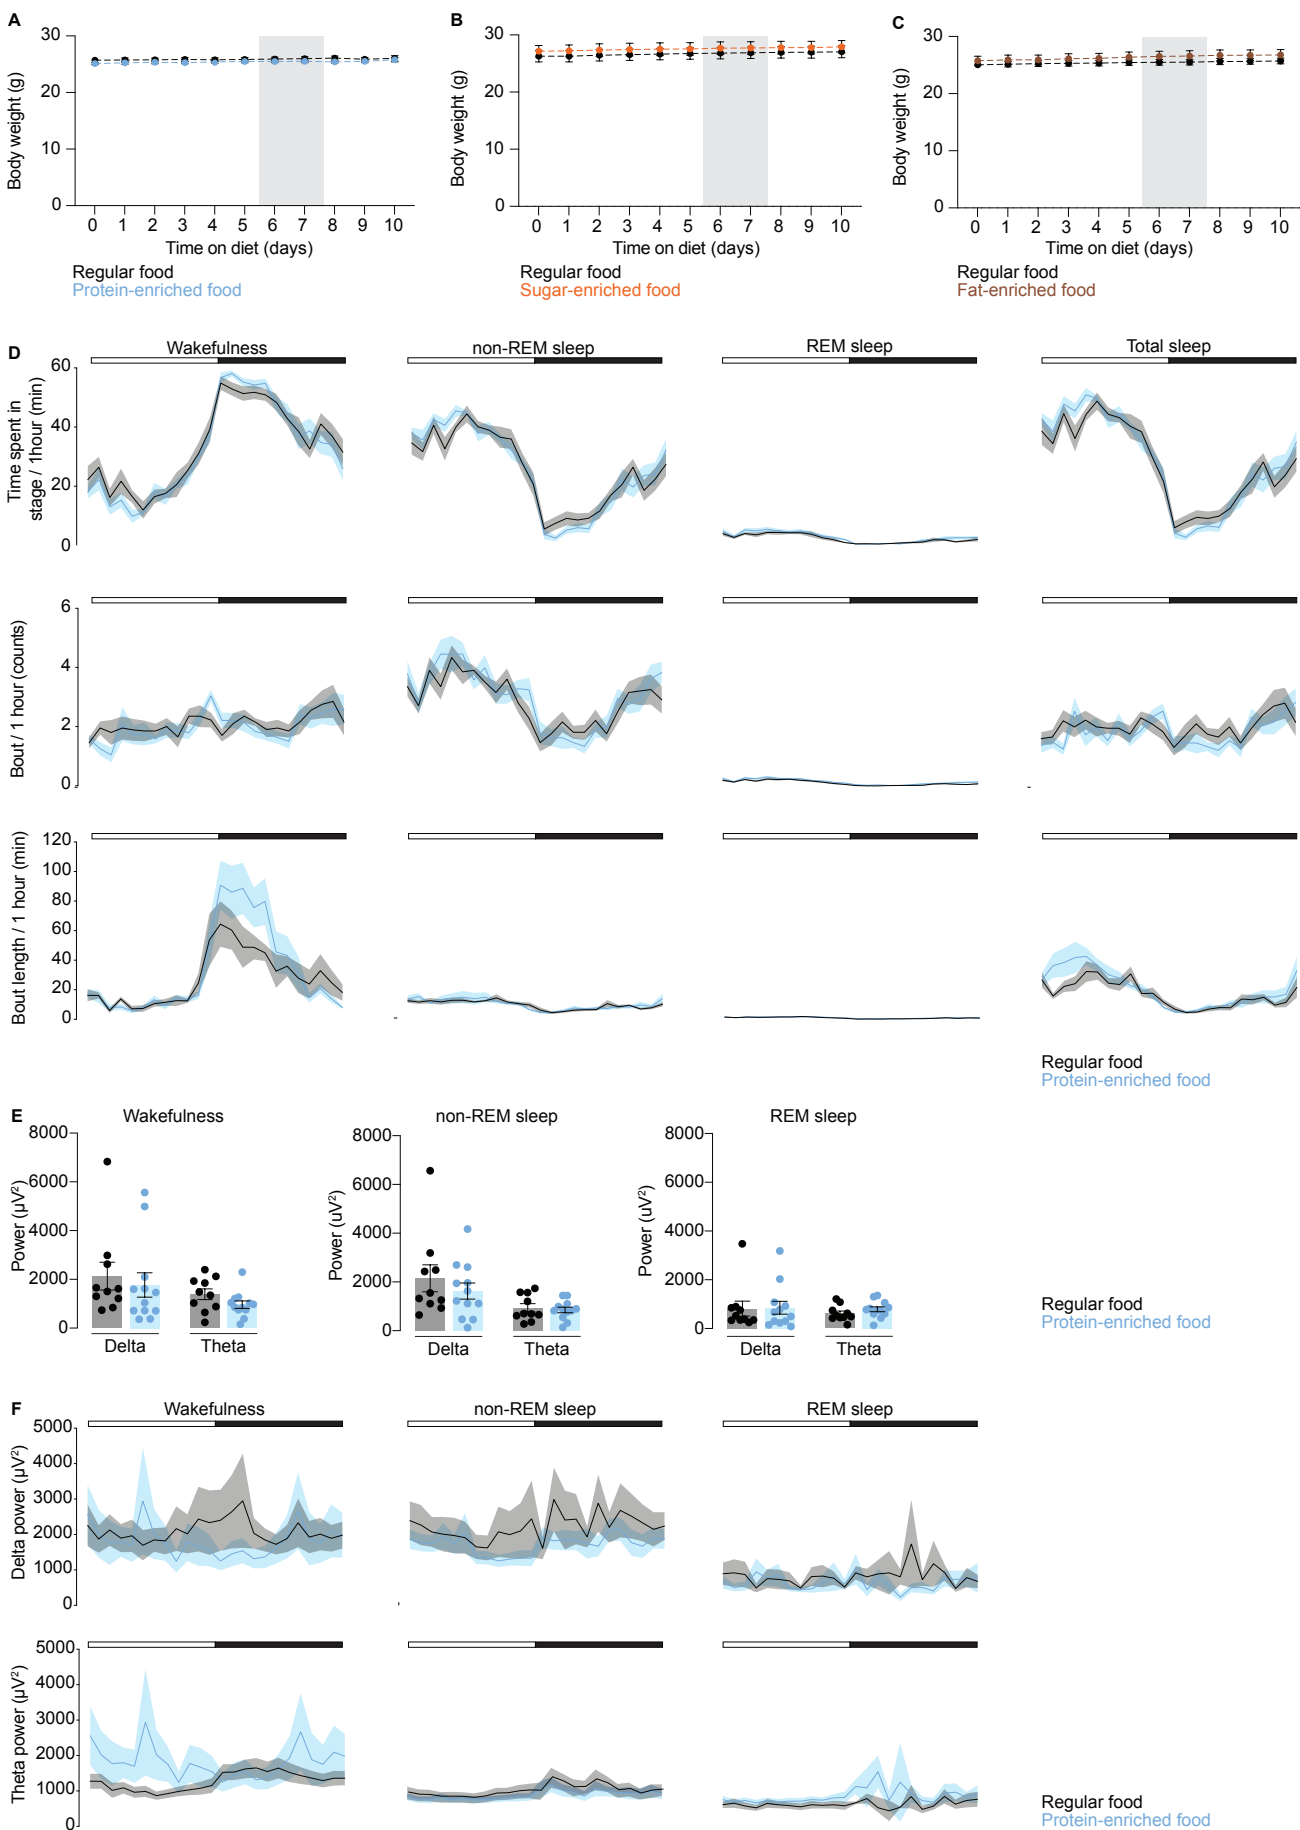 A
30
20
10
0
Body weight (g)
0 1 2 3 4 5 6 7 8 9 10
Time on diet (days)
Regular food
Protein-enriched food
B
30
20
10
0
Body weight (g)
0 1 2 3 4 5 6 7 8 9 10
Time on diet (days)
Regular food
Sugar-enriched food
C
30
20
10
0
Body weight (g)
0 1 2 3 4 5 6 7 8 9 10
Time on diet (days)
Regular food
Fat-enriched food
D
Wakefulness
non-REM sleep
REM sleep
Total sleep
Time spent in
stage / 1hour (min)
60
40
20
0
Bout / 1 hour (counts)
6
4
2
0
Bout length / 1 hour (min)
120
100
80
60
40
20
0
Regular food
Protein-enriched food
E
Wakefulness
Power (µV²)
8000
6000
4000
2000
0
Delta Theta
non-REM sleep
Power (uV²)
8000
6000
4000
2000
0
Delta Theta
REM sleep
Power (uV²)
8000
6000
4000
2000
0
Delta Theta
Regular food
Protein-enriched food
F
Wakefulness
non-REM sleep
REM sleep
Delta power (µV²)
5000
4000
3000
2000
1000
0
Theta power (µV²)
5000
4000
3000
2000
1000
0
Regular food
Protein-enriched food